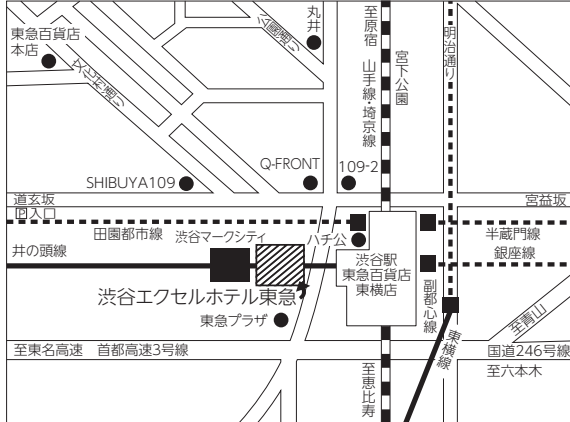 丸井
公園通り
東急百貨店
本店
文化村通り
至原宿
山手線・埼京線
宮下公園
明治通り
Q-FRONT
109-2
SHIBUYA109
道玄坂
P入口
宮益坂
田園都市線
渋谷マークシティ
ハチ公
半蔵門線
井の頭線
渋谷駅
東急百貨店
東横店
銀座線
渋谷エクセルホテル東急
副都心線
東急プラザ
東横線
至青山
至東名高速 首都高速3号線
国道246号線
至恵比寿
至六本木